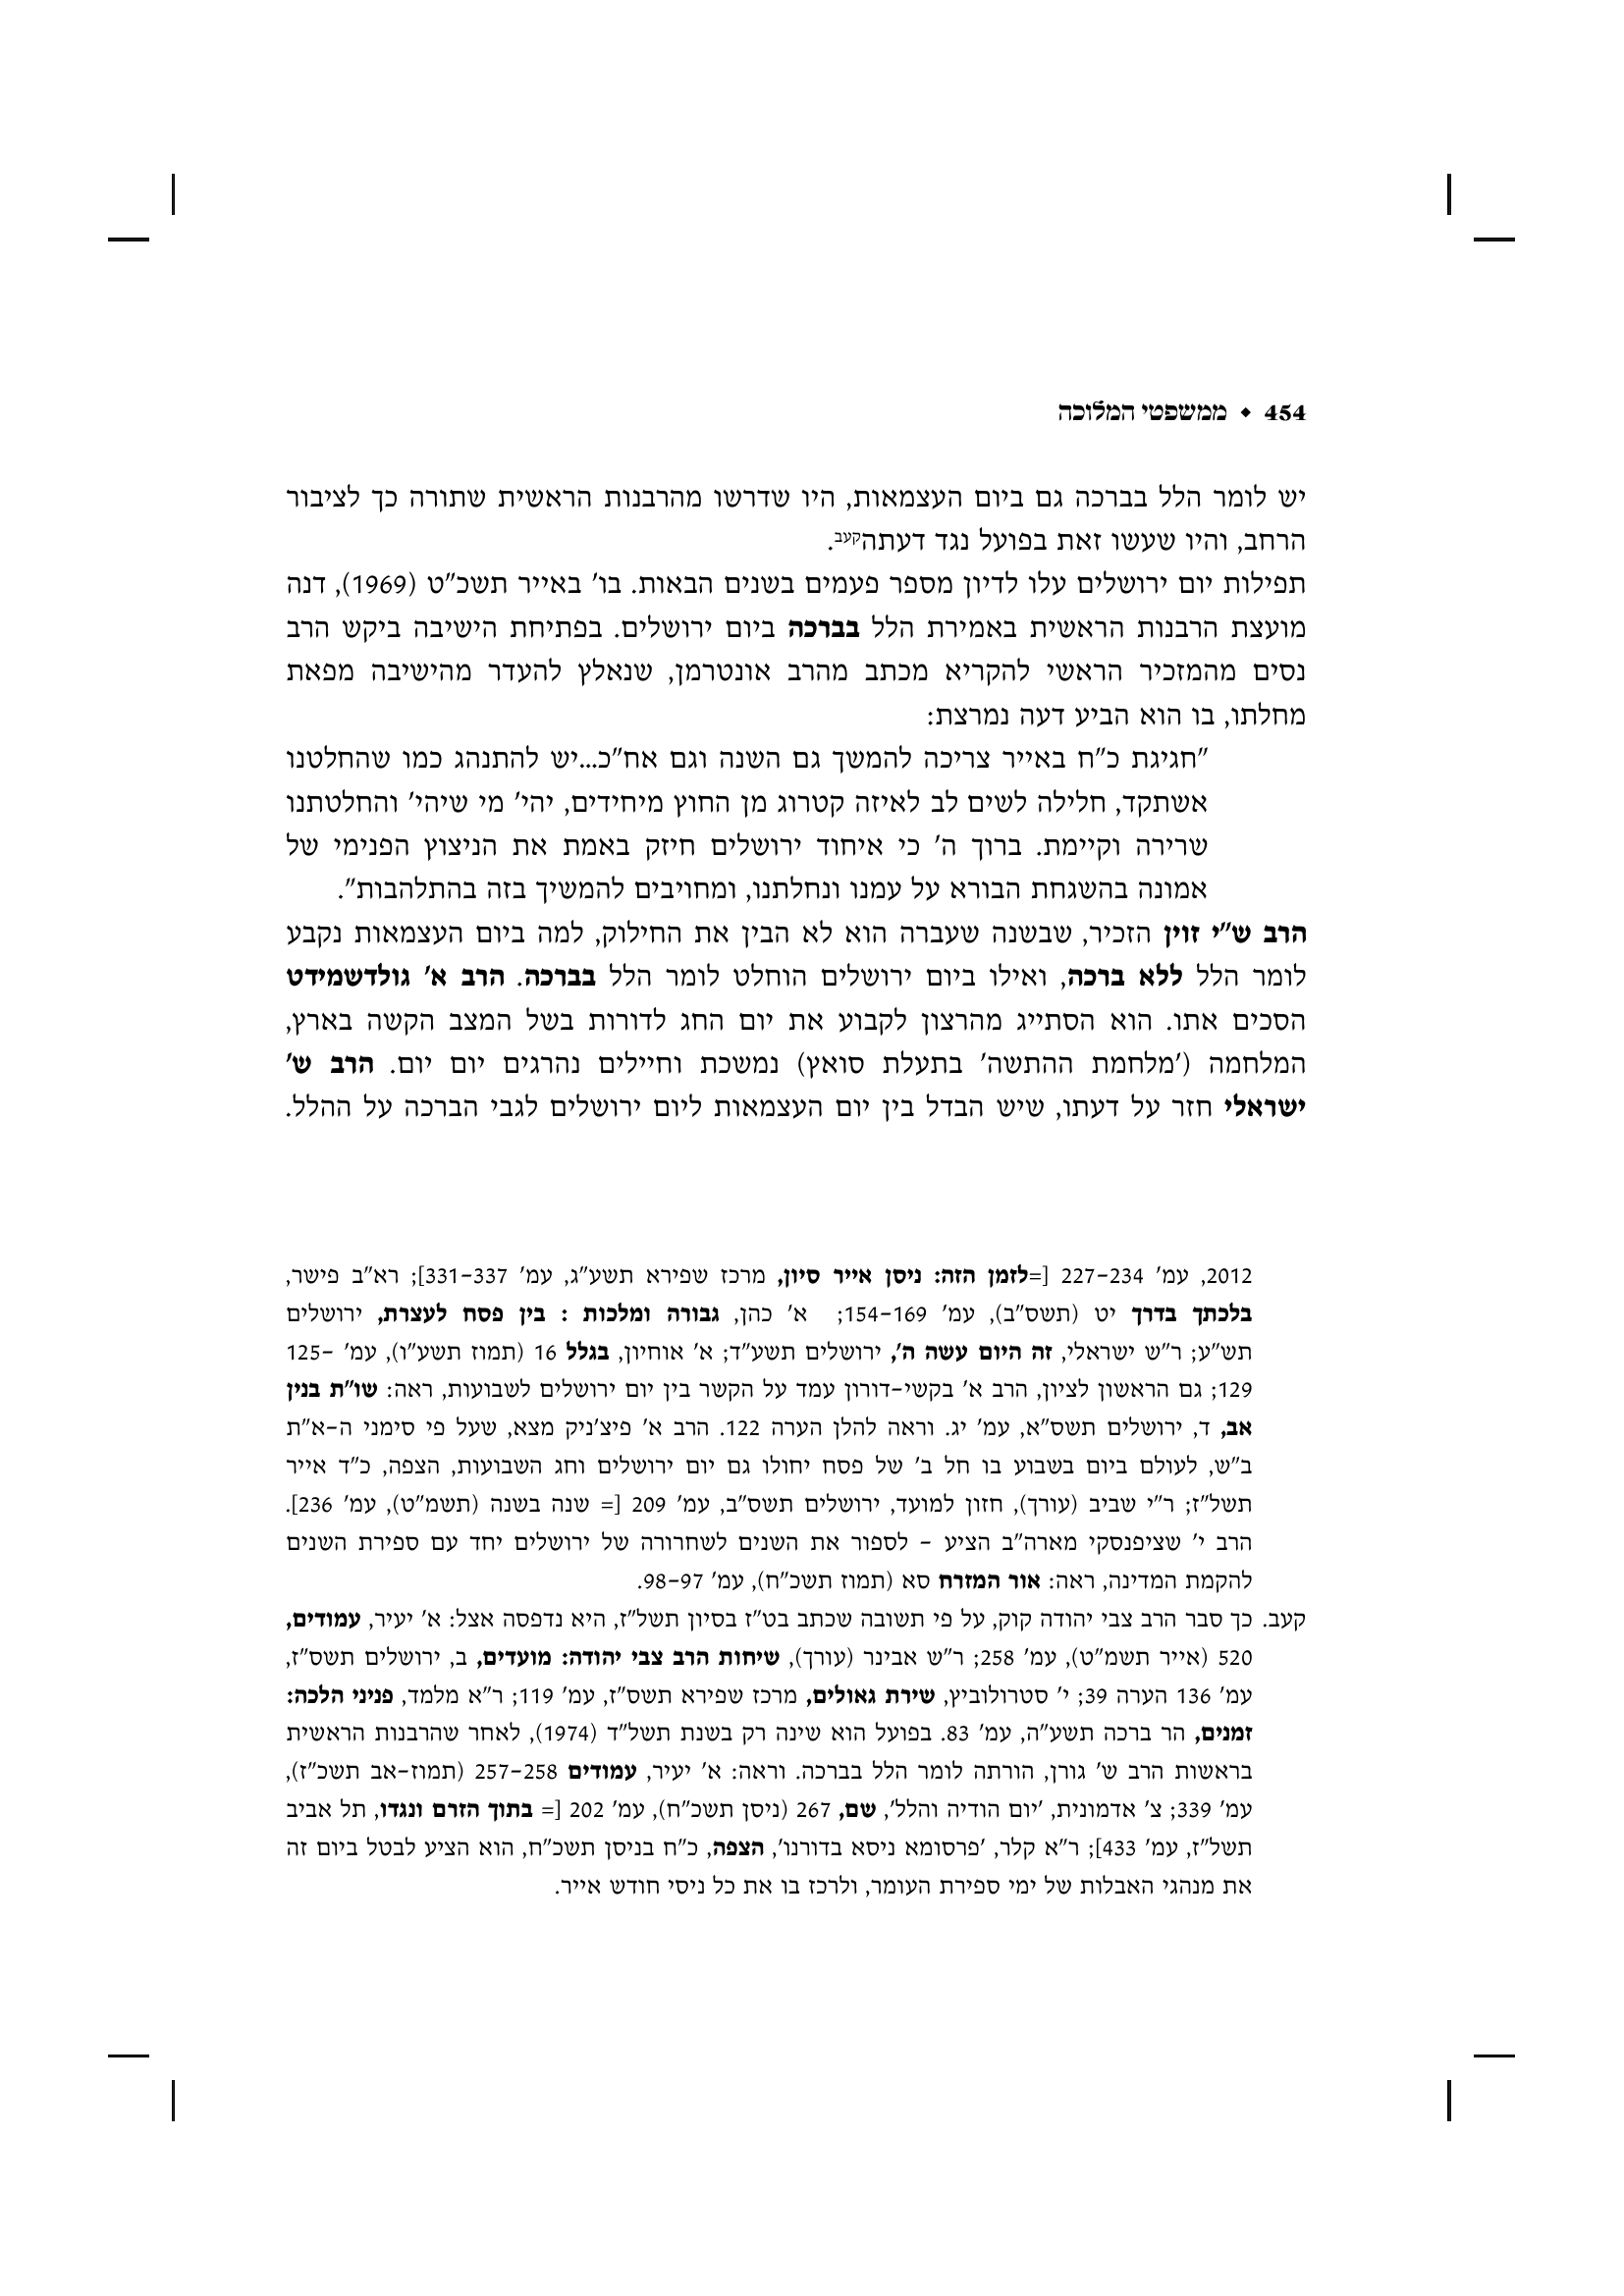 454 ◆ ממשפטי המלוכה
יש לומר הלל בברכה גם ביום העצמאות, היו שדרשו מהרבנות הראשית שתורה כך לציבור
הרחב, והיו שעשו זאת בפועל נגד דעתהקעב.
תפילות יום ירושלים עלו לדיון מספר פעמים בשנים הבאות. בו' באייר תשכ"ט (1969), דנה
מועצת הרבנות הראשית באמירת הלל בברכה ביום ירושלים. בפתיחת הישיבה ביקש הרב
נסים מהמזכיר הראשי להקריא מכתב מהרב אונטרמן, שנאלץ להעדר מהישיבה מפאת
מחלתו, בו הוא הביע דעה נמרצת:
"חגיגת כ"ח באייר צריכה להמשך גם השנה וגם אח"כ...יש להתנהג כמו שהחלטנו
אשתקד, חלילה לשים לב לאיזה קטרוג מן החוץ מיחידים, יהי' מי שיהי' והחלטתנו
שרירה וקיימת. ברוך ה' כי איחוד ירושלים חיזק באמת את הניצוץ הפנימי של
אמונה בהשגחת הבורא על עמנו ונחלתנו, ומחויבים להמשיך בזה בהתלהבות".
הרב ש"י זוין הזכיר, שבשנה שעברה הוא לא הבין את החילוק, למה ביום העצמאות נקבע
לומר הלל ללא ברכה, ואילו ביום ירושלים הוחלט לומר הלל בברכה. הרב א' גולדשמידט
הסכים אתו. הוא הסתייג מהרצון לקבוע את יום החג לדורות בשל המצב הקשה בארץ,
המלחמה ('מלחמת ההתשה' בתעלת סואץ) נמשכת וחיילים נהרגים יום יום. הרב ש'
ישראלי חזר על דעתו, שיש הבדל בין יום העצמאות ליום ירושלים לגבי הברכה על ההלל.
2012, עמ' 227-234 [=לזמן הזה: ניסן אייר סיון, מרכז שפירא תשע"ג, עמ' 331-337]; רא"ב פישר,
בלכתך בדרך יט (תשס"ב), עמ' 154-169; א' כהן, גבורה ומלכות : בין פסח לעצרת, ירושלים
תש"ע; ר"ש ישראלי, זה היום עשה ה', ירושלים תשע"ד; א' אוחיון, בגלל 16 (תמוז תשע"ו), עמ' 125-
129; גם הראשון לציון, הרב א' בקשי-דורון עמד על הקשר בין יום ירושלים לשבועות, ראה: שו"ת בנין
אב, ד, ירושלים תשס"א, עמ' יג. וראה להלן הערה 122. הרב א' פיצ'ניק מצא, שעל פי סימני ה-א"ת
ב"ש, לעולם ביום בשבוע בו חל ב' של פסח יחולו גם יום ירושלים וחג השבועות, הצפה, כ"ד אייר
תשל"ז; ר"י שביב (עורך), חזון למועד, ירושלים תשס"ב, עמ' 209 [= שנה בשנה (תשמ"ט), עמ' 236].
הרב י' שציפנסקי מארה"ב הציע - לספור את השנים לשחרורה של ירושלים יחד עם ספירת השנים
להקמת המדינה, ראה: אור המזרח סא (תמוז תשכ"ח), עמ' 98-97.
קעב. כך סבר הרב צבי יהודה קוק, על פי תשובה שכתב בט"ז בסיון תשל"ז, היא נדפסה אצל: א' יעיר, עמודים,
520 (אייר תשמ"ט), עמ' 258; ר"ש אבינר (עורך), שיחות הרב צבי יהודה: מועדים, ב, ירושלים תשס"ז,
עמ' 136 הערה 39; י' סטרולוביץ, שירת גאולים, מרכז שפירא תשס"ז, עמ' 119; ר"א מלמד, פניני הלכה:
זמנים, הר ברכה תשע"ה, עמ' 83. בפועל הוא שינה רק בשנת תשל"ד (1974), לאחר שהרבנות הראשית
בראשות הרב ש' גורן, הורתה לומר הלל בברכה. וראה: א' יעיר, עמודים 257-258 (תמוז-אב תשכ"ז),
עמ' 339; צ' אדמונית, 'יום הודיה והלל', שם, 267 (ניסן תשכ"ח), עמ' 202 [= בתוך הזרם ונגדו, תל אביב
תשל"ז, עמ' 433]; ר"א קלר, 'פרסומא ניסא בדורנו', הצפה, כ"ח בניסן תשכ"ח, הוא הציע לבטל ביום זה
את מנהגי האבלות של ימי ספירת העומר, ולרכז בו את כל ניסי חודש אייר.